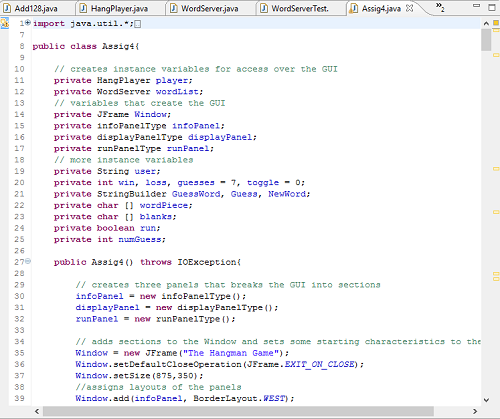 Add128.java HangPlayer.java WordServer.java WordServerTest. Assig4.java »2
1 import java.util.*;
7
8 public class Assig4{
9
10 // creates instance variables for access over the GUI
11 private HangPlayer player;
12 private WordServer wordList;
13 // variables that create the GUI
14 private JFrame Window;
15 private infoPanelType infoPanel;
16 private displayPanelType displayPanel;
17 private runPanelType runPanel;
18 // more instance variables
19 private String user;
20 private int win, loss, guesses = 7, toggle = 0;
21 private StringBuilder GuessWord, Guess, NewWord;
22 private char [] wordPiece;
23 private char [] blanks;
24 private boolean run;
25 private int numGuess;
26
27 public Assig4() throws IOException{
28
29 // creates three panels that breaks the GUI into sections
30 infoPanel = new infoPanelType();
31 displayPanel = new displayPanelType();
32 runPanel = new runPanelType();
33
34 // adds sections to the Window and sets some starting characteristics to the
35 Window = new JFrame("The Hangman Game");
36 Window.setDefaultCloseOperation(JFrame.EXIT_ON_CLOSE);
37 Window.setSize(875,350);
38 //assigns layouts of the panels
39 Window.add(infoPanel, BorderLayout.WEST);